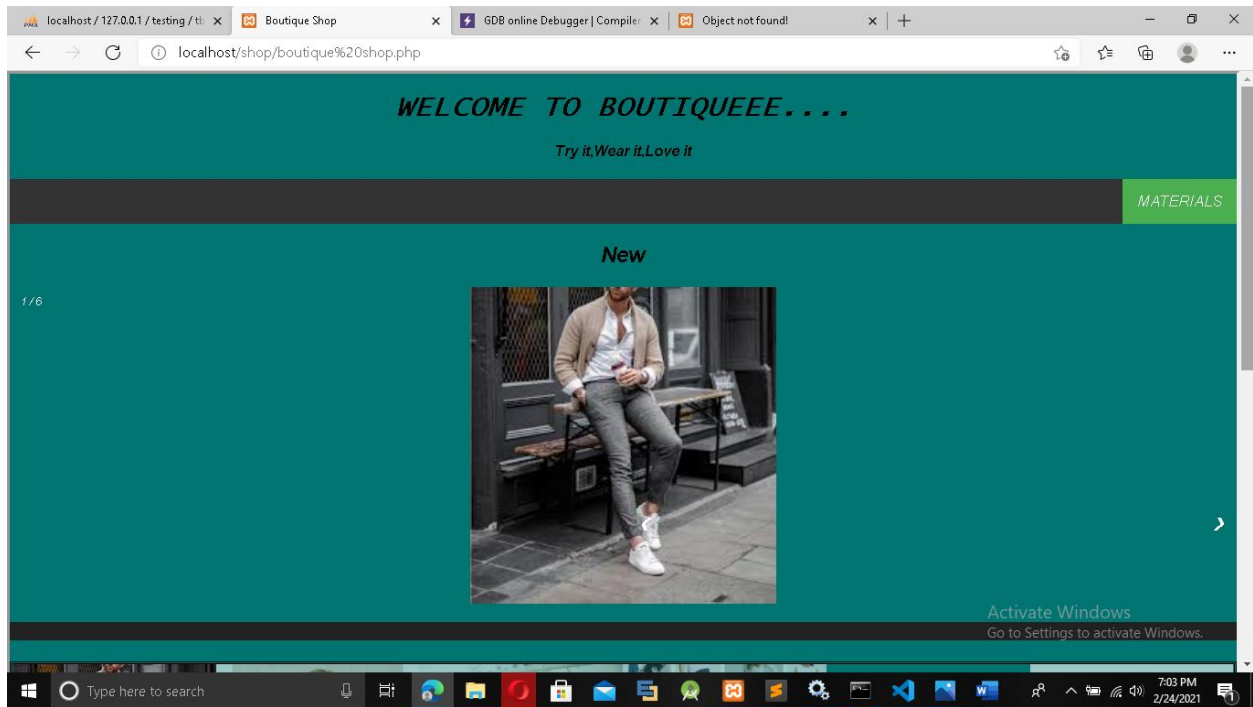 localhost / 127.0.0.1 / testing / tb
Boutique Shop
GDB online Debugger | Compiler
Object not found!
localhost/shop/boutique%20shop.php
WELCOME TO BOUTIQUEEE....
Try it,Wear it,Love it
MATERIALS
New
1/6
Activate Windows
Go to Settings to activate Windows.
Type here to search
7:03 PM
2/24/2021